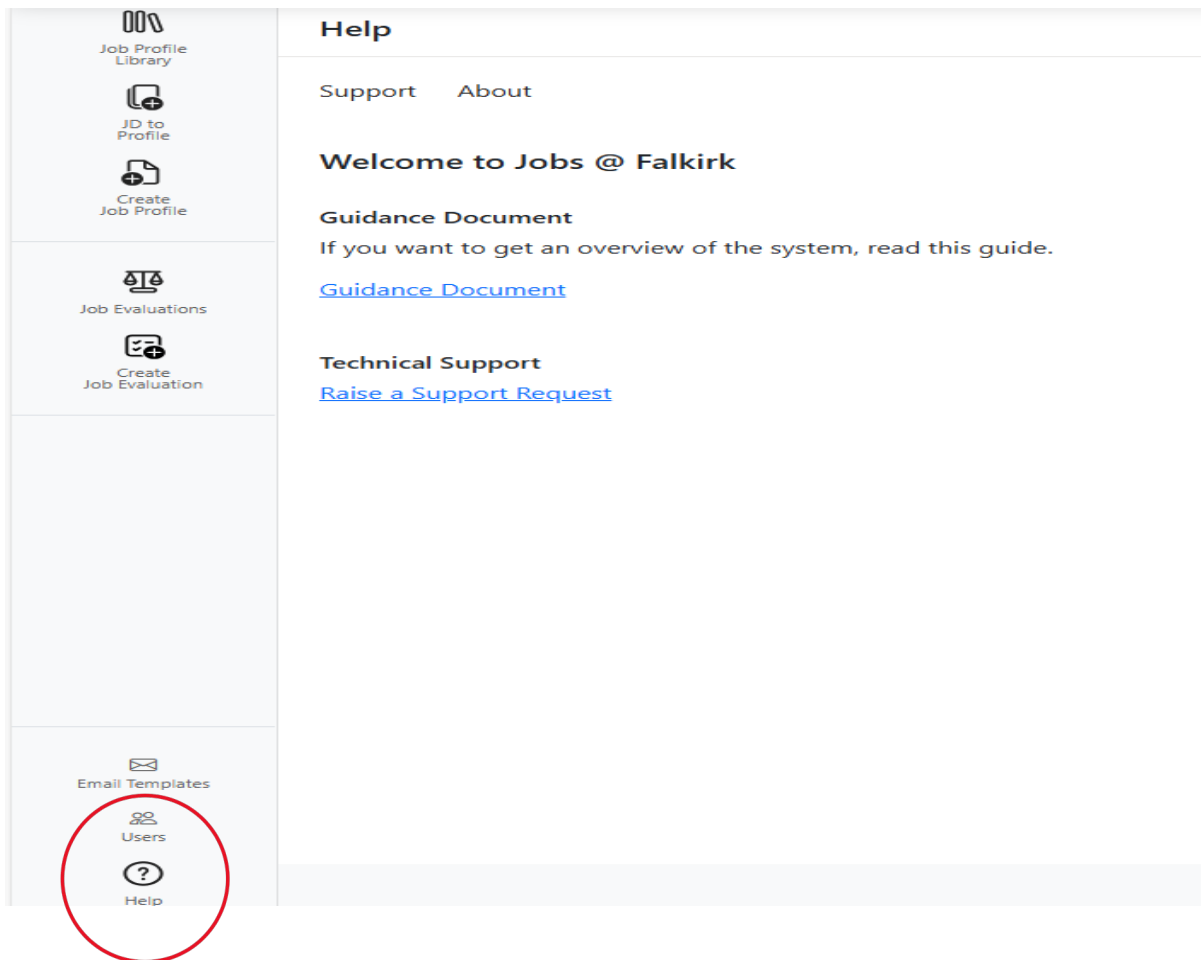 Job Profile
Library
JD to
Profile
Create
Job Profile
Job Evaluations
Create
Job Evaluation
Email Templates
Users
Help
Help
Support About
Welcome to Jobs @ Falkirk
Guidance Document
If you want to get an overview of the system, read this guide.
Guidance Document
Technical Support
Raise a Support Request